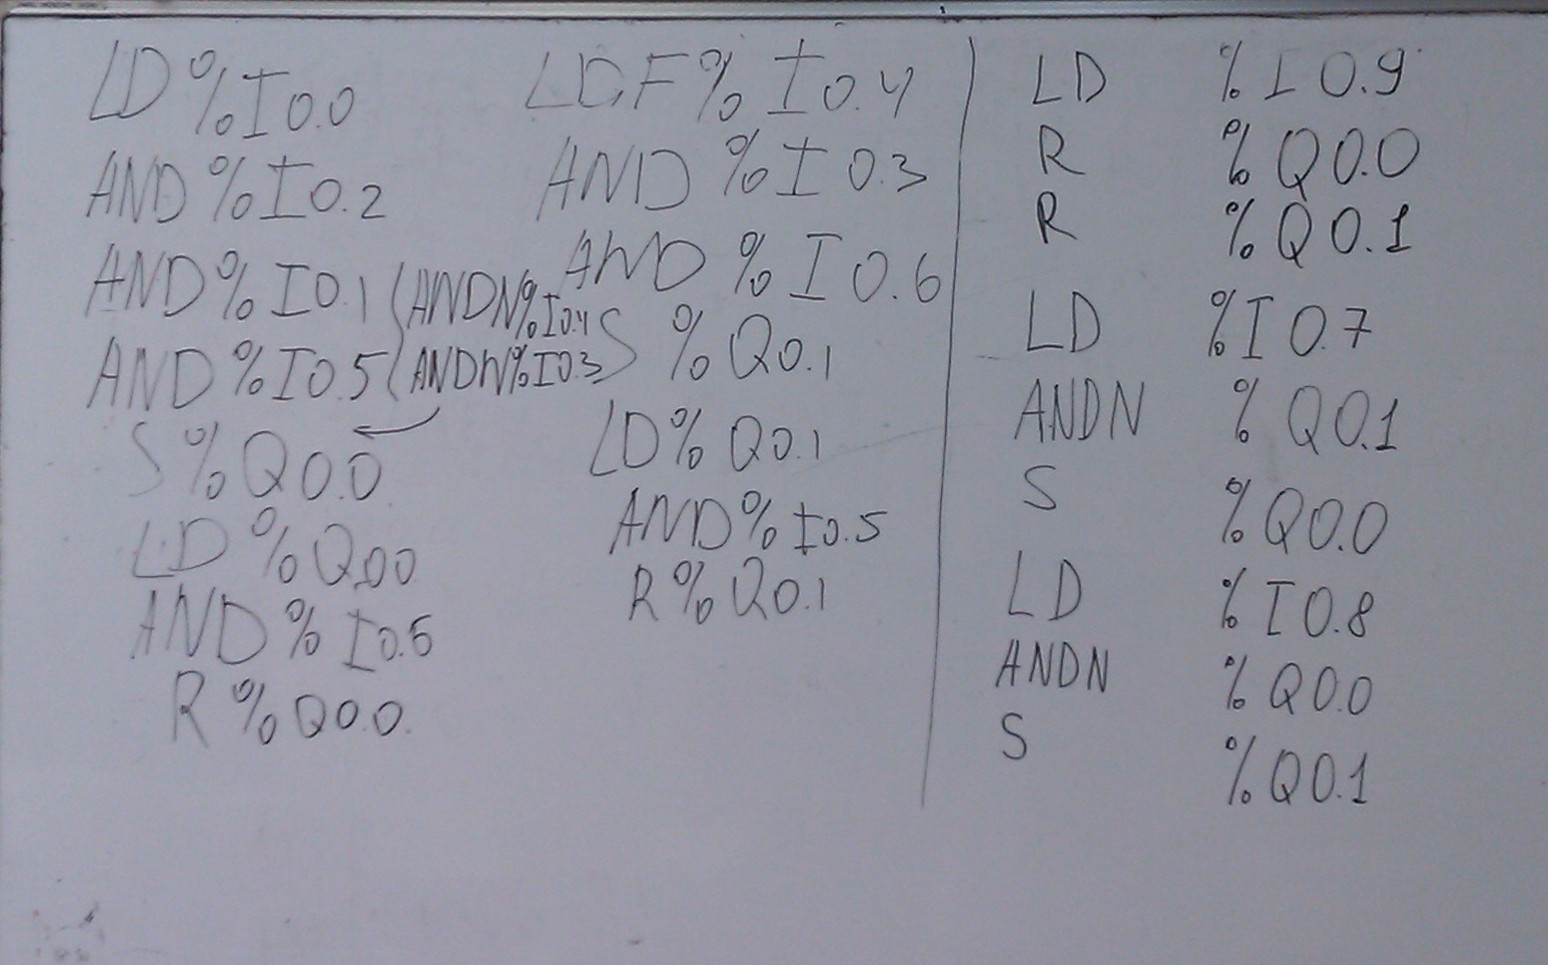 LD %I0.0
AND %I0.2
AND % I0.1 (ANDN%I0.4
AND %I0.5 (ANDN%I0.3
S % Q0.0
LD % Q0.0
AND % I0.6
R % Q0.0.
LDF % I0.4
AND % I0.3
AND % I0.6
S % Q0.1
LD % Q0.1
AND % I0.5
R % Q0.1
LD % I0.9
R % Q0.0
R % Q0.1
LD % I0.7
ANDN % Q0.1
S % Q0.0
LD % I0.8
ANDN % Q0.0
S % Q0.1